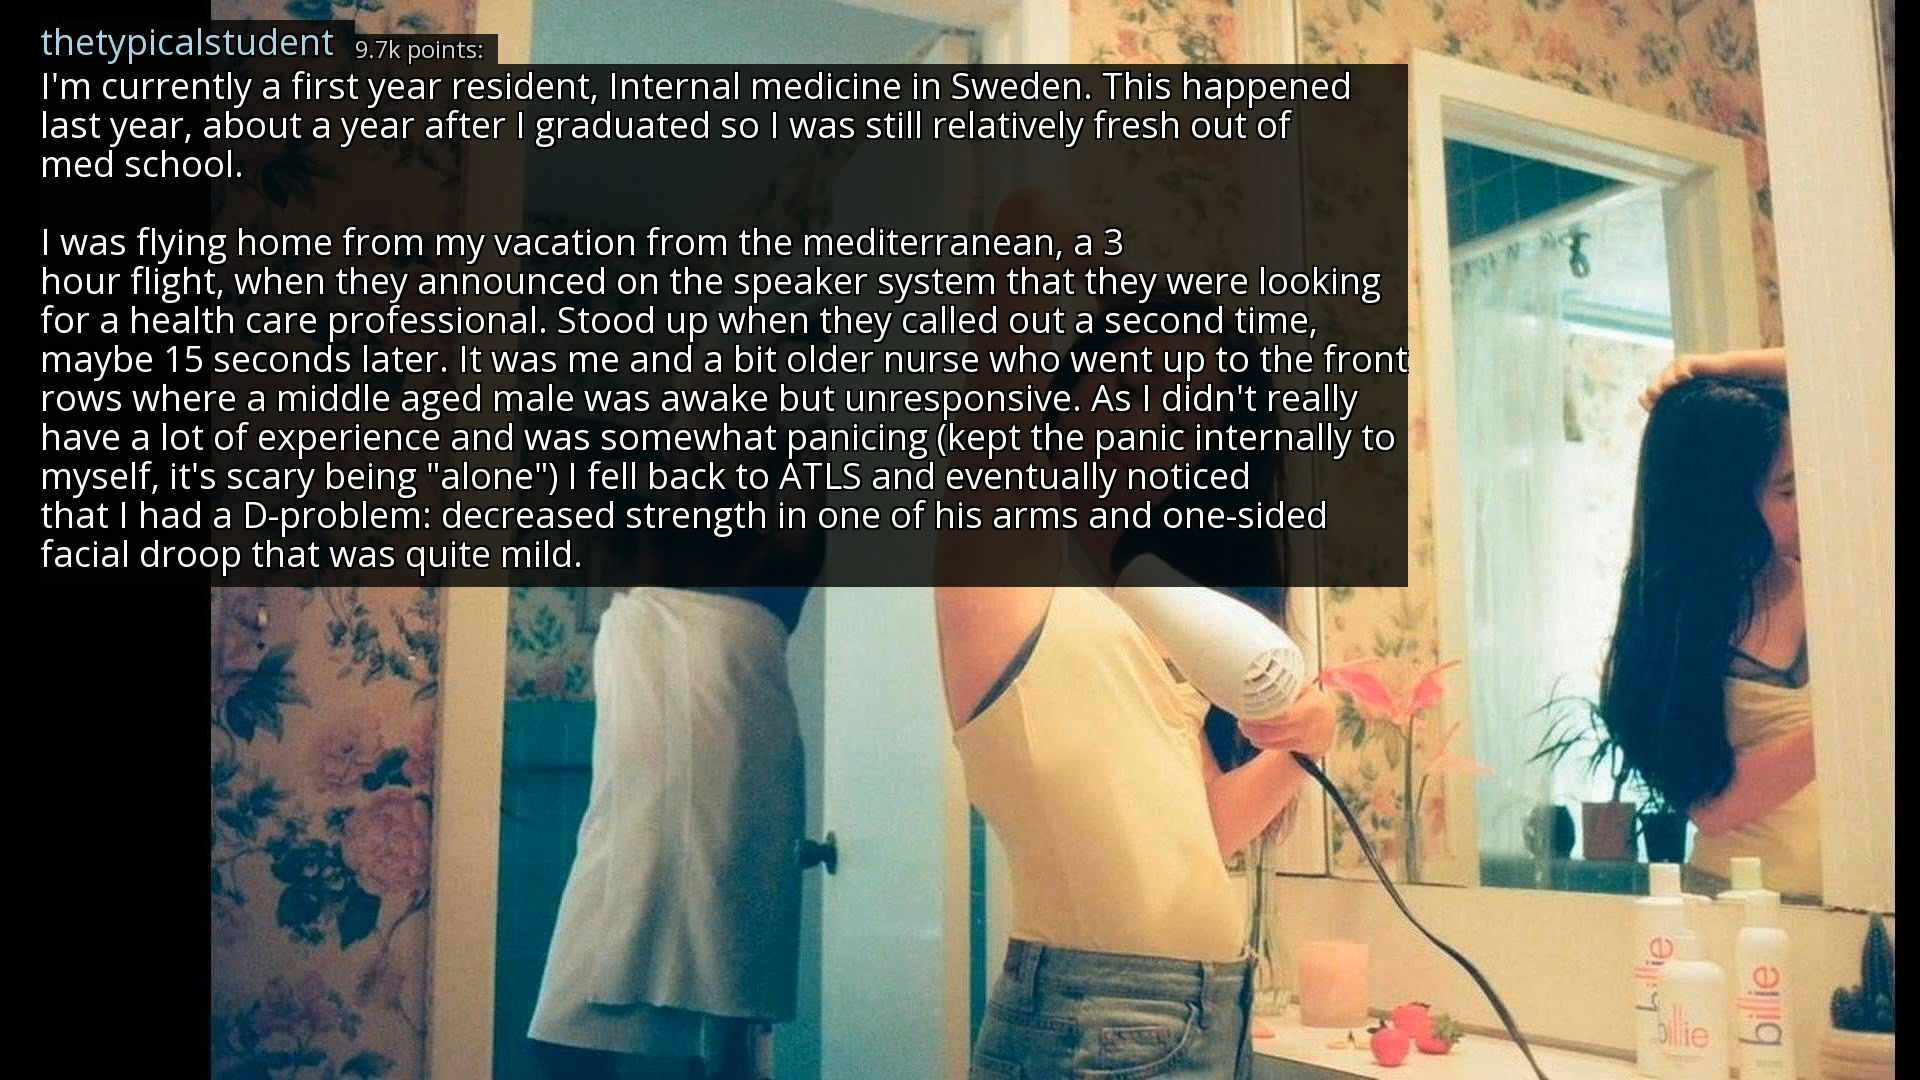 thetypicalstudent 9.7k points:
I'm currently a first year resident, Internal medicine in Sweden. This happened
last year, about a year after I graduated so I was still relatively fresh out of
med school.
I was flying home from my vacation from the mediterranean, a 3
hour flight, when they announced on the speaker system that they were looking
for a health care professional. Stood up when they called out a second time,
maybe 15 seconds later. It was me and a bit older nurse who went up to the front
rows where a middle aged male was awake but unresponsive. As I didn't really
have a lot of experience and was somewhat panicing (kept the panic internally to
myself, it's scary being "alone") I fell back to ATLS and eventually noticed
that I had a D-problem: decreased strength in one of his arms and one-sided
facial droop that was quite mild.
billie
billie
billie